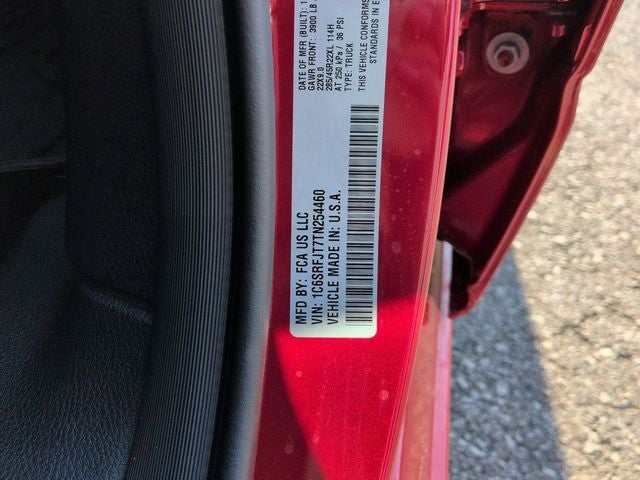 MFD BY: FCA US LLC
DATE OF MFR (BUILT):
GAWR FRONT: 3900 LB
22X9.0
285/45R22XL 114H
AT 250 kPa / 36 PSI
TYPE: TRUCK
THIS VEHICLE CONFORMS
STANDARDS IN
VIN: 1C6SRFJT7TN254460
VEHICLE MADE IN: U.S.A.